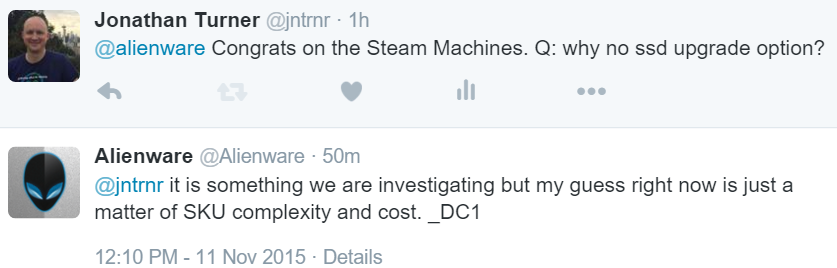 Jonathan Turner @jntrnr · 1h
@alienware Congrats on the Steam Machines. Q: why no ssd upgrade option?
Alienware @Alienware · 50m
@jntrnr it is something we are investigating but my guess right now is just a
matter of SKU complexity and cost. _DC1
12:10 PM - 11 Nov 2015 · Details